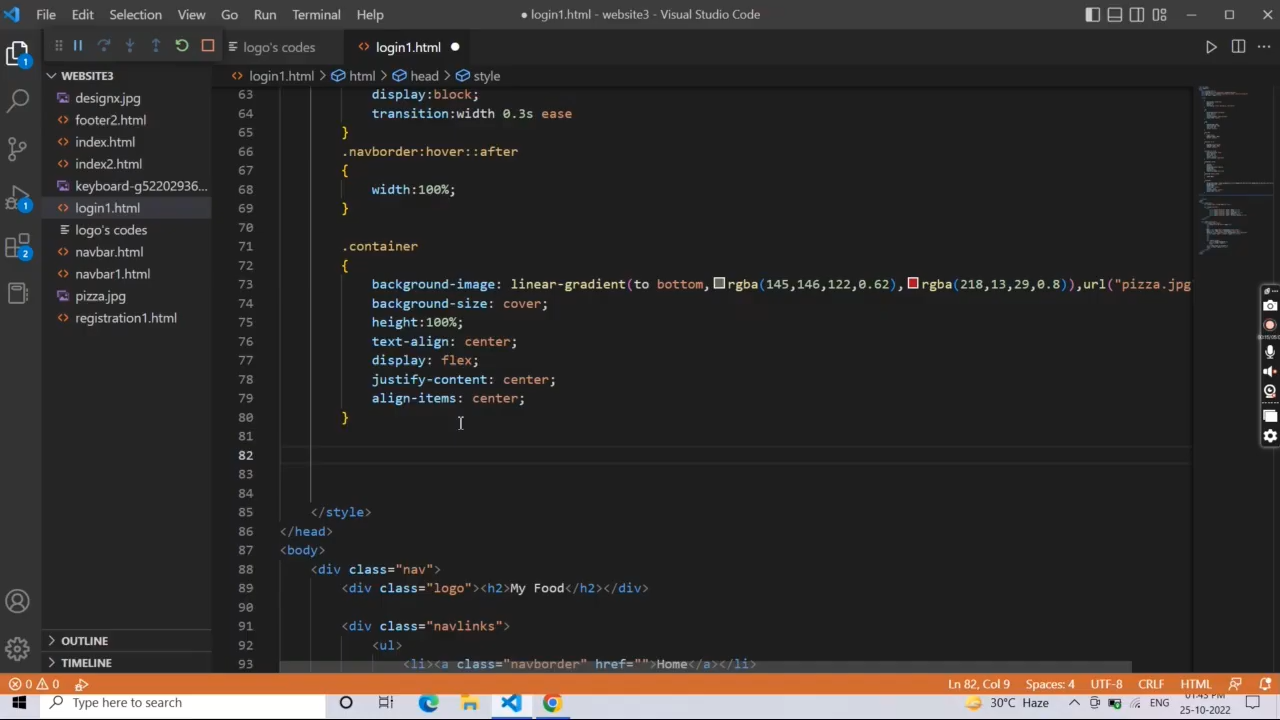 File Edit Selection View Go Run Terminal Help
● login1.html - website3 - Visual Studio Code
logo's codes
<> login1.html ●
<> login1.html > html > head > style
WEBSITE3
designx.jpg
<> footer2.html
<> index.html
<> index2.html
keyboard-g52202936...
<> login1.html
logo's codes
<> navbar.html
<> navbar1.html
pizza.jpg
<> registration1.html
OUTLINE
TIMELINE
1
1
2
63 display:block;
64 transition:width 0.3s ease
65 }
66 .navborder:hover::after
67 {
68 width:100%;
69 }
70
71 .container
72 {
73 background-image: linear-gradient(to bottom,rgba(145,146,122,0.62),rgba(218,13,29,0.8)),url("pizza.jpg
74 background-size: cover;
75 height:100%;
76 text-align: center;
77 display: flex;
78 justify-content: center;
79 align-items: center;
80 }
81
82
83
84
85 </style>
86 </head>
87 <body>
88 <div class="nav">
89 <div class="logo"><h2>My Food</h2></div>
90
91 <div class="navlinks">
92 <ul>
93 <li><a class="navborder" href="">Home</a></li>
0 0 Ln 82, Col 9 Spaces: 4 UTF-8 CRLF HTML
Type here to search
30°C Haze ENG
01:43 PM
25-10-2022